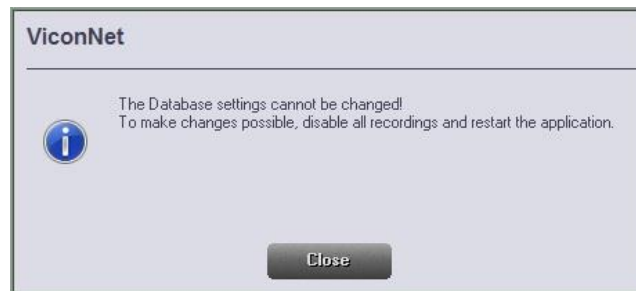 ViconNet
The Database settings cannot be changed!
To make changes possible, disable all recordings and restart the application.
Close